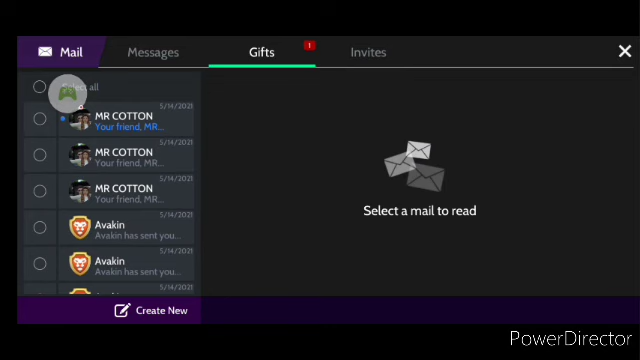 Mail
Messages
Gifts
1
Invites
Select all
5/14/2021
MR COTTON
Your friend, MR...
5/14/2021
MR COTTON
Your friend, MR...
5/14/2021
MR COTTON
Your friend, MR...
5/14/2021
Avakin
Avakin has sent you...
5/14/2021
Avakin
Avakin has sent you...
5/14/2021
Select a mail to read
Create New
PowerDirector